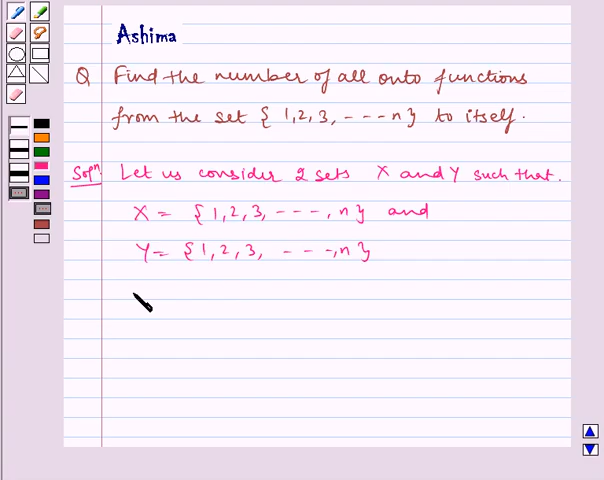 Ashima
Q Find the number of all onto functions
from the set { 1,2,3, ---- n } to itself.
Solⁿ Let us consider 2 sets X and Y such that.
X = { 1, 2, 3, - - - -, n } and
Y = { 1, 2, 3, - - -, n }